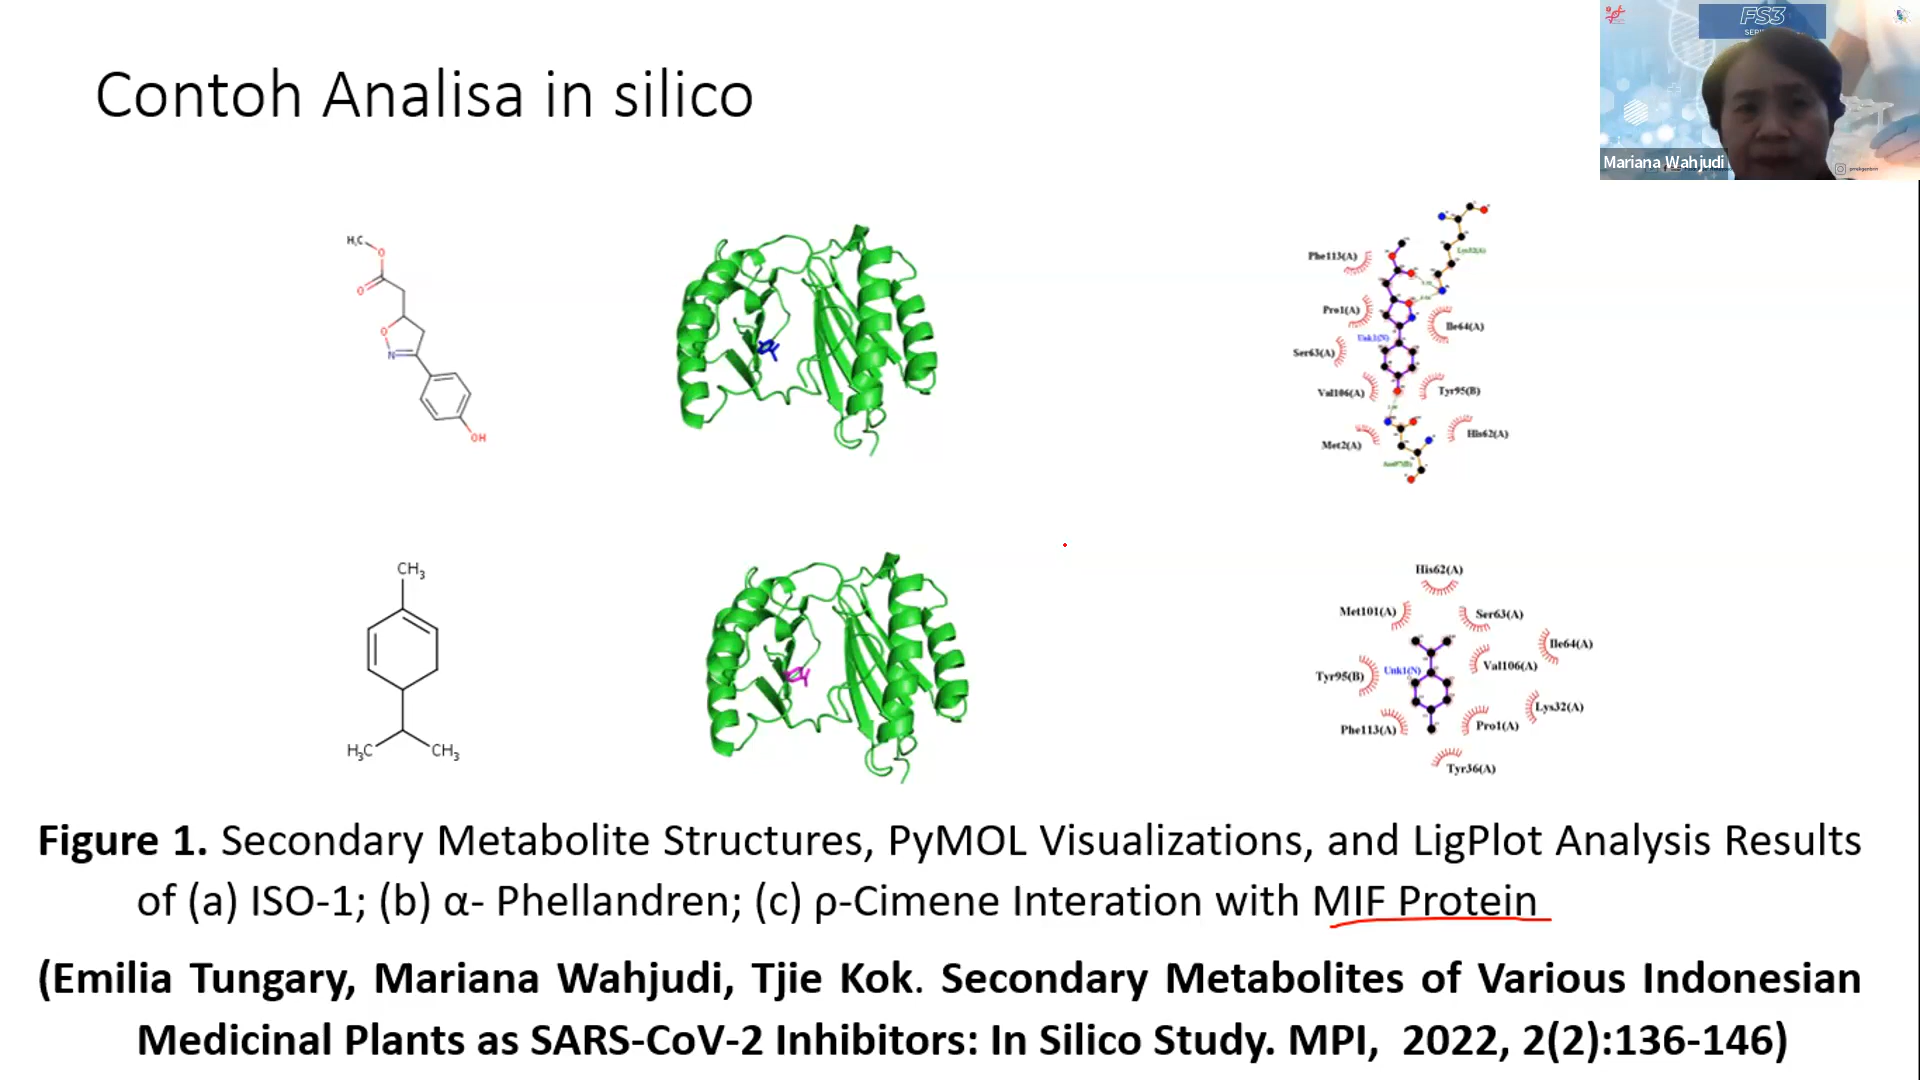 Contoh Analisa in silico
FS3
Mariana Wahjudi
H₃C
O
O
O
N
OH
Phe113(A)
Pro1(A)
Ser63(A)
Val106(A)
Met2(A)
Lys32(A)
Ile64(A)
Unk1(N)
Tyr95(B)
His62(A)
CH₃
H₃C
CH₃
His62(A)
Met101(A)
Ser63(A)
Ile64(A)
Val106(A)
Tyr95(B)
Unk1(N)
Lys32(A)
Phe113(A)
Pro1(A)
Tyr36(A)
Figure 1. Secondary Metabolite Structures, PyMOL Visualizations, and LigPlot Analysis Results
of (a) ISO-1; (b) α- Phellandren; (c) ρ-Cimene Interation with MIF Protein
(Emilia Tungary, Mariana Wahjudi, Tjie Kok. Secondary Metabolites of Various Indonesian
Medicinal Plants as SARS-CoV-2 Inhibitors: In Silico Study. MPI, 2022, 2(2):136-146)